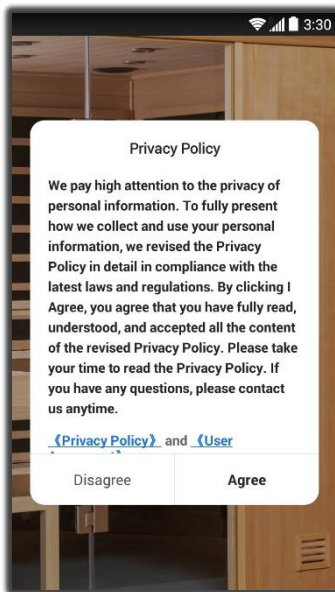 3:30
Privacy Policy
We pay high attention to the privacy of
personal information. To fully present
how we collect and use your personal
information, we revised the Privacy
Policy in detail in compliance with the
latest laws and regulations. By clicking I
Agree, you agree that you have fully read,
understood, and accepted all the content
of the revised Privacy Policy. Please take
your time to read the Privacy Policy. If
you have any questions, please contact
us anytime.
《Privacy Policy》 and 《User
Disagree
Agree